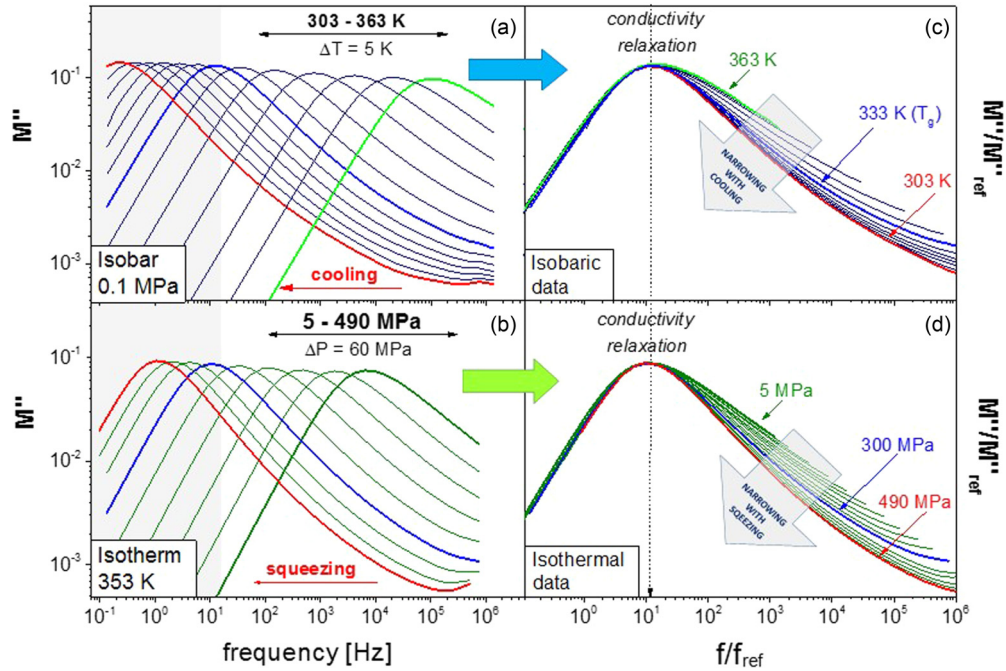 (a)
303 - 363 K
ΔT = 5 K
M''
10⁻¹
10⁻²
10⁻³
Isobar
0.1 MPa
cooling
conductivity
relaxation
(c)
363 K
333 K (Tg)
303 K
NARROWING
WITH
COOLING
Isobaric
data
M''/M''ref
(b)
5 - 490 MPa
ΔP = 60 MPa
M''
10⁻¹
10⁻²
10⁻³
Isotherm
353 K
squeezing
10⁻¹ 10⁰ 10¹ 10² 10³ 10⁴ 10⁵ 10⁶
frequency [Hz]
conductivity
relaxation
(d)
5 MPa
300 MPa
490 MPa
NARROWING
WITH
SQEEZING
Isothermal
data
M''/M''ref
10⁰ 10¹ 10² 10³ 10⁴ 10⁵ 10⁶
f/fref